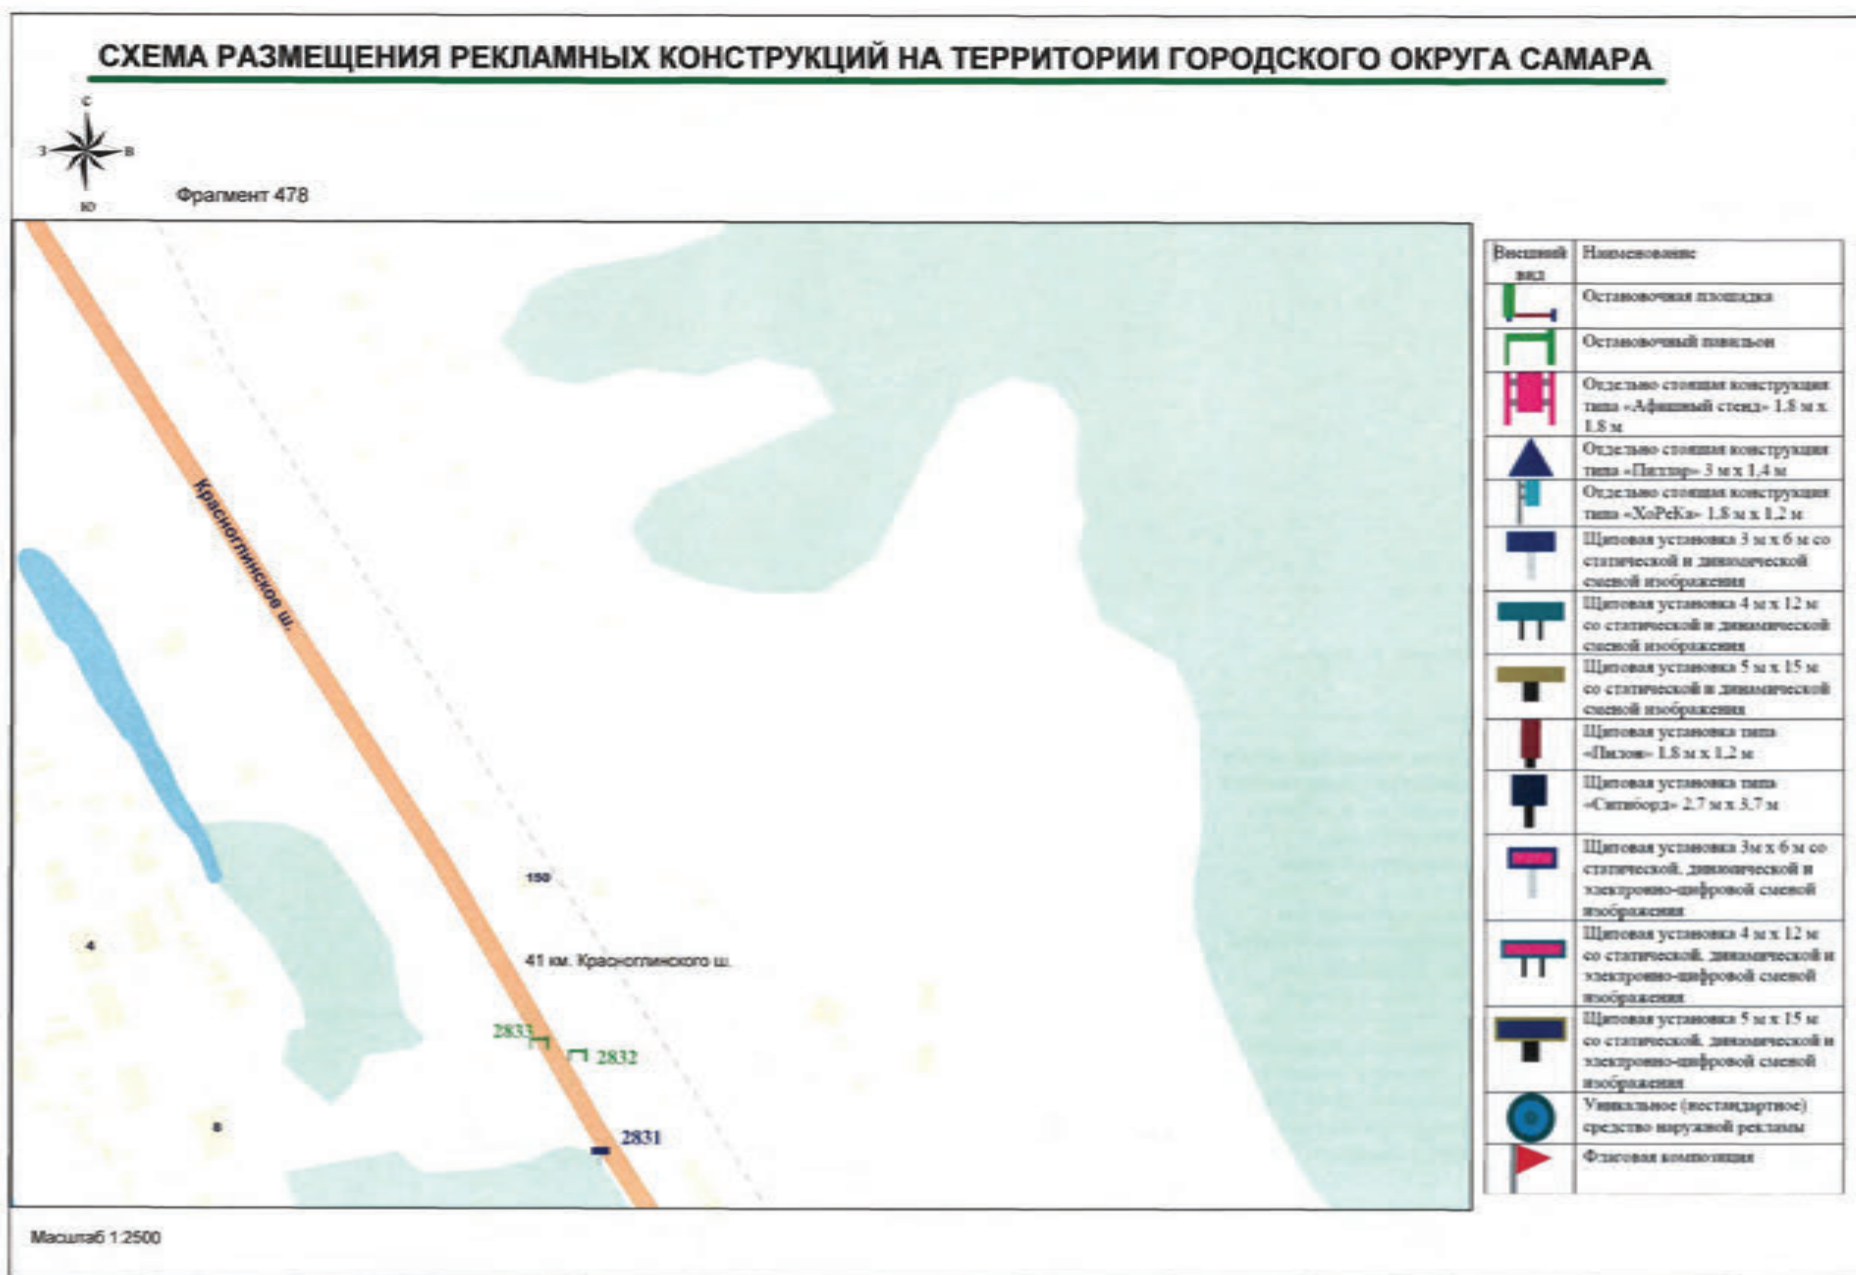 СХЕМА РАЗМЕЩЕНИЯ РЕКЛАМНЫХ КОНСТРУКЦИЙ НА ТЕРРИТОРИИ ГОРОДСКОГО ОКРУГА САМАРА
С
З
В
Ю
Фрагмент 478
Красноглинское ш.
150
4
41 км. Красноглинского ш.
2833
2832
8
2831
Внешний вид
Наименование
Остановочная площадка
Остановочный павильон
Отдельно стоящая конструкция
типа «Афишный стенд» 1.8 м х
1.8 м
Отдельно стоящая конструкция
типа «Пиллар» 3 м х 1,4 м
Отдельно стоящая конструкция
типа «ХоРеКа» 1.8 м х 1.2 м
Щитовая установка 3 м х 6 м со
статической и динамической
сменой изображения
Щитовая установка 4 м х 12 м
со статической и динамической
сменой изображения
Щитовая установка 5 м х 15 м
со статической и динамической
сменой изображения
Щитовая установка типа
«Пилон» 1.8 м х 1.2 м
Щитовая установка типа
«Ситиборд» 2.7 м х 3.7 м
Щитовая установка 3м х 6 м со
статической, динамической и
электронно-цифровой сменой
изображения
Щитовая установка 4 м х 12 м
со статической, динамической и
электронно-цифровой сменой
изображения
Щитовая установка 5 м х 15 м
со статической, динамической и
электронно-цифровой сменой
изображения
Уникальное (нестандартное)
средство наружной рекламы
Флаговая композиция
Масштаб 1:2500